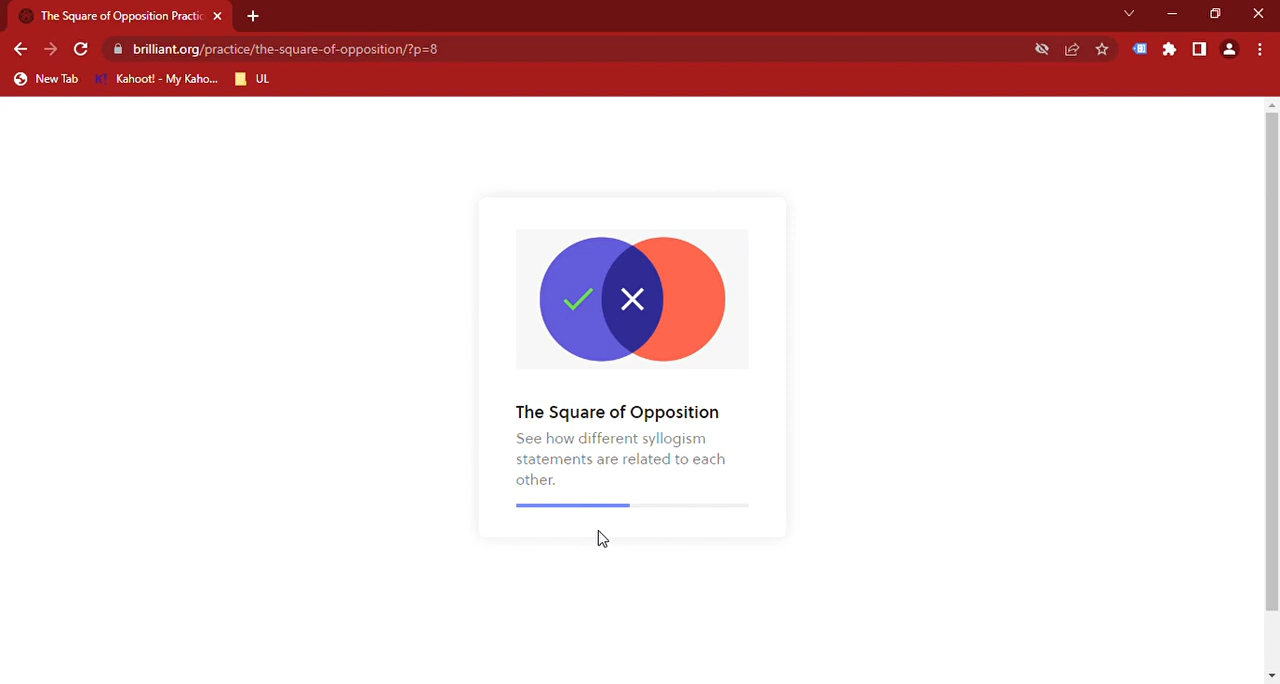 The Square of Opposition Practic
brilliant.org/practice/the-square-of-opposition/?p=8
New Tab
K! Kahoot! - My Kaho...
UL
The Square of Opposition
See how different syllogism
statements are related to each
other.